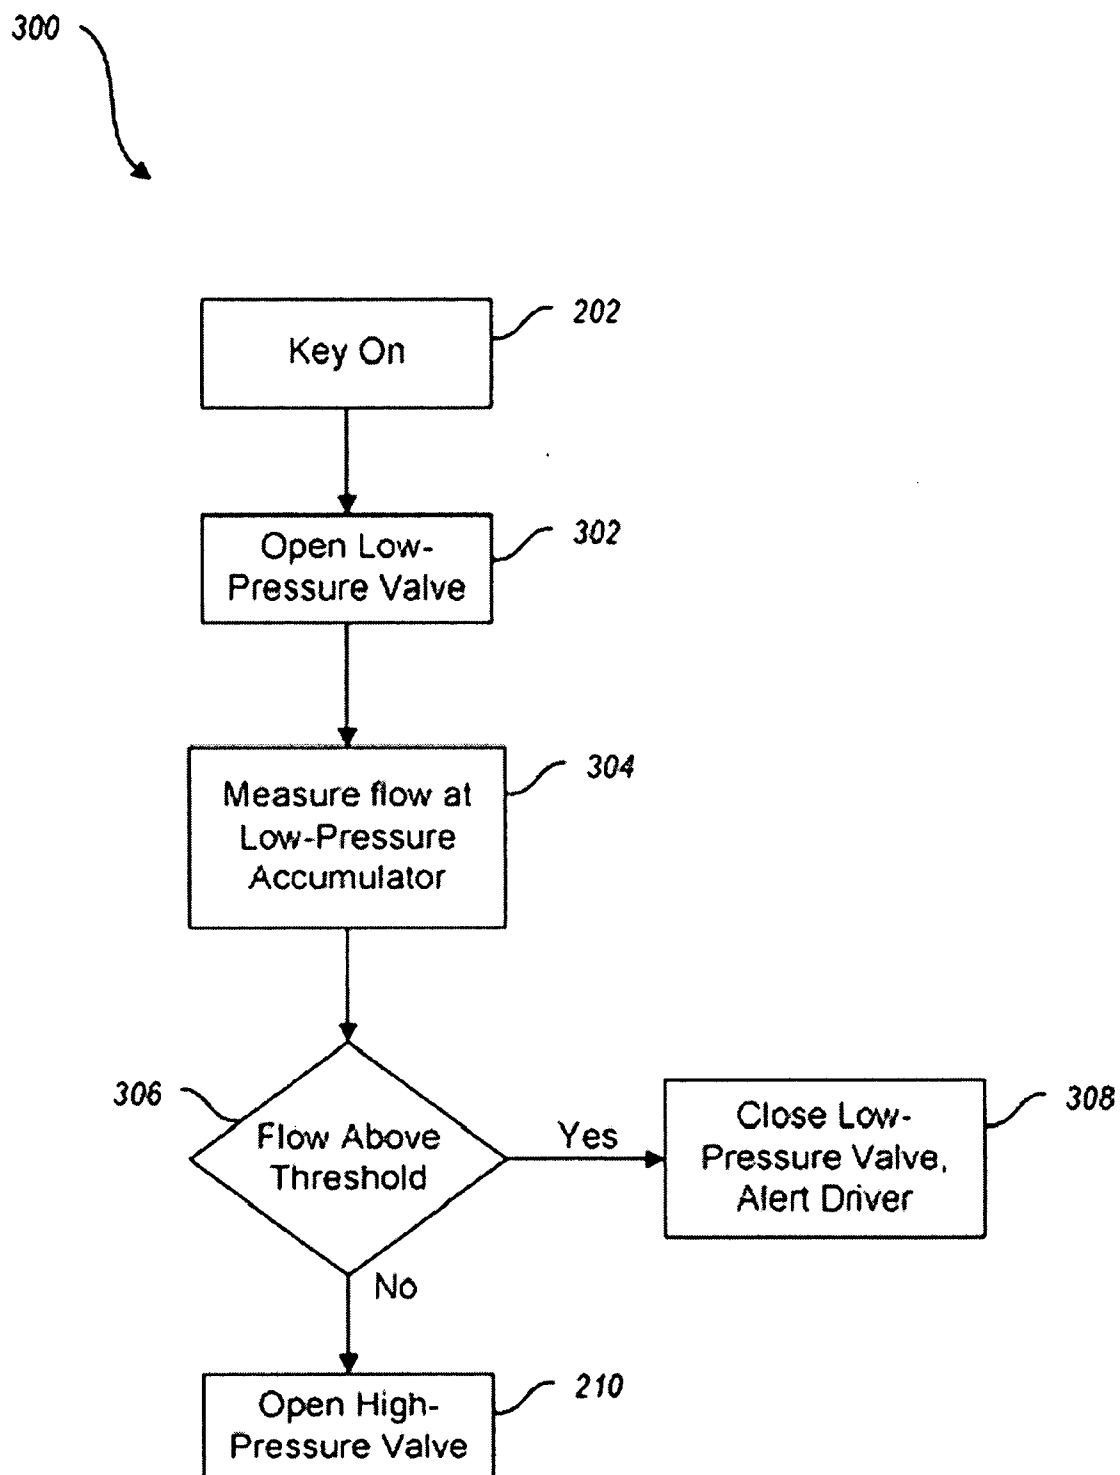 300
Key On
202
Open Low-
Pressure Valve
302
Measure flow at
Low-Pressure
Accumulator
304
306
Flow Above
Threshold
Yes
Close Low-
Pressure Valve,
Alert Driver
308
No
Open High-
Pressure Valve
210